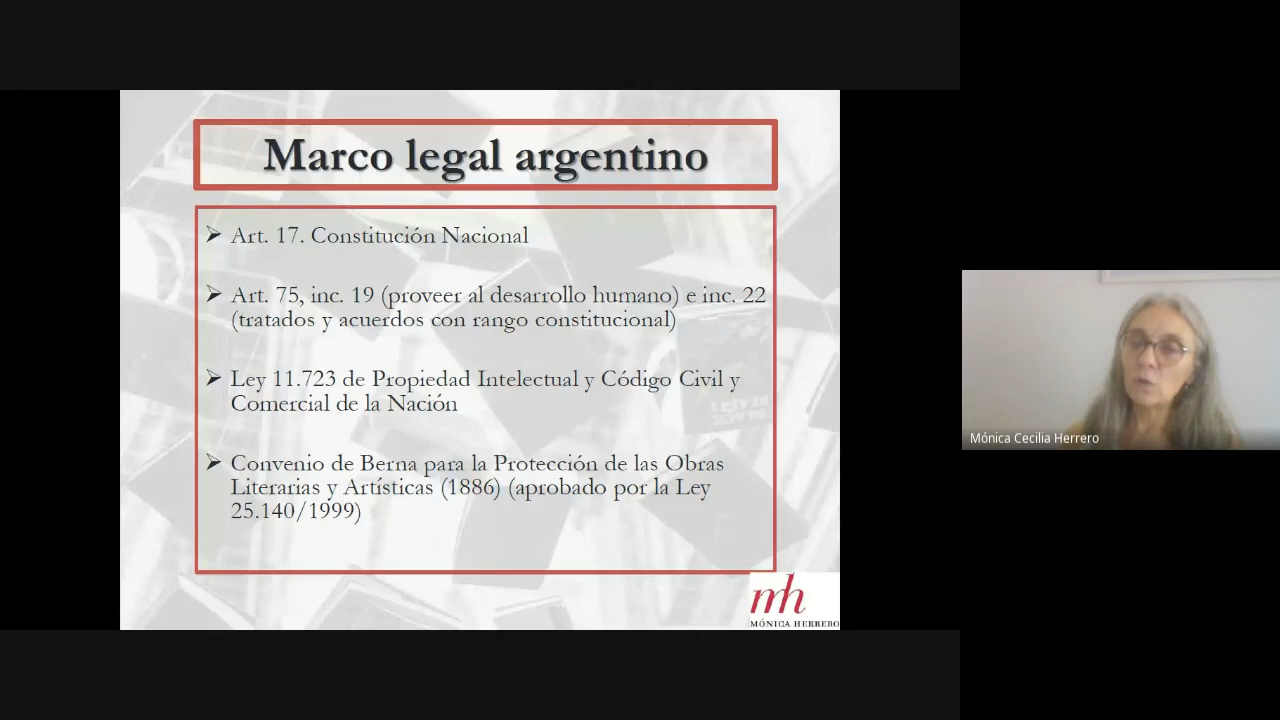 Marco legal argentino
➢ Art. 17. Constitución Nacional
➢ Art. 75, inc. 19 (proveer al desarrollo humano) e inc. 22
(tratados y acuerdos con rango constitucional)
➢ Ley 11.723 de Propiedad Intelectual y Código Civil y
Comercial de la Nación
➢ Convenio de Berna para la Protección de las Obras
Literarias y Artísticas (1886) (aprobado por la Ley
25.140/1999)
mh
MÓNICA HERRERO
Mónica Cecilia Herrero